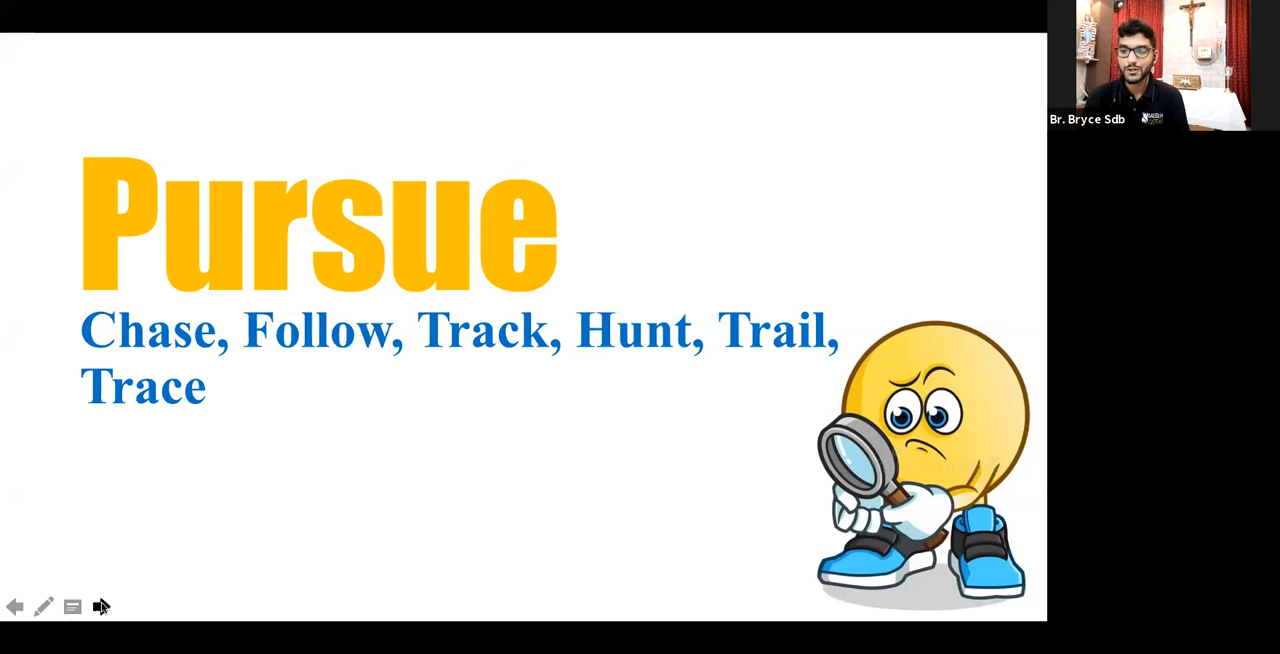 Pursue
Chase, Follow, Track, Hunt, Trail,
Trace
Br. Bryce Sdb